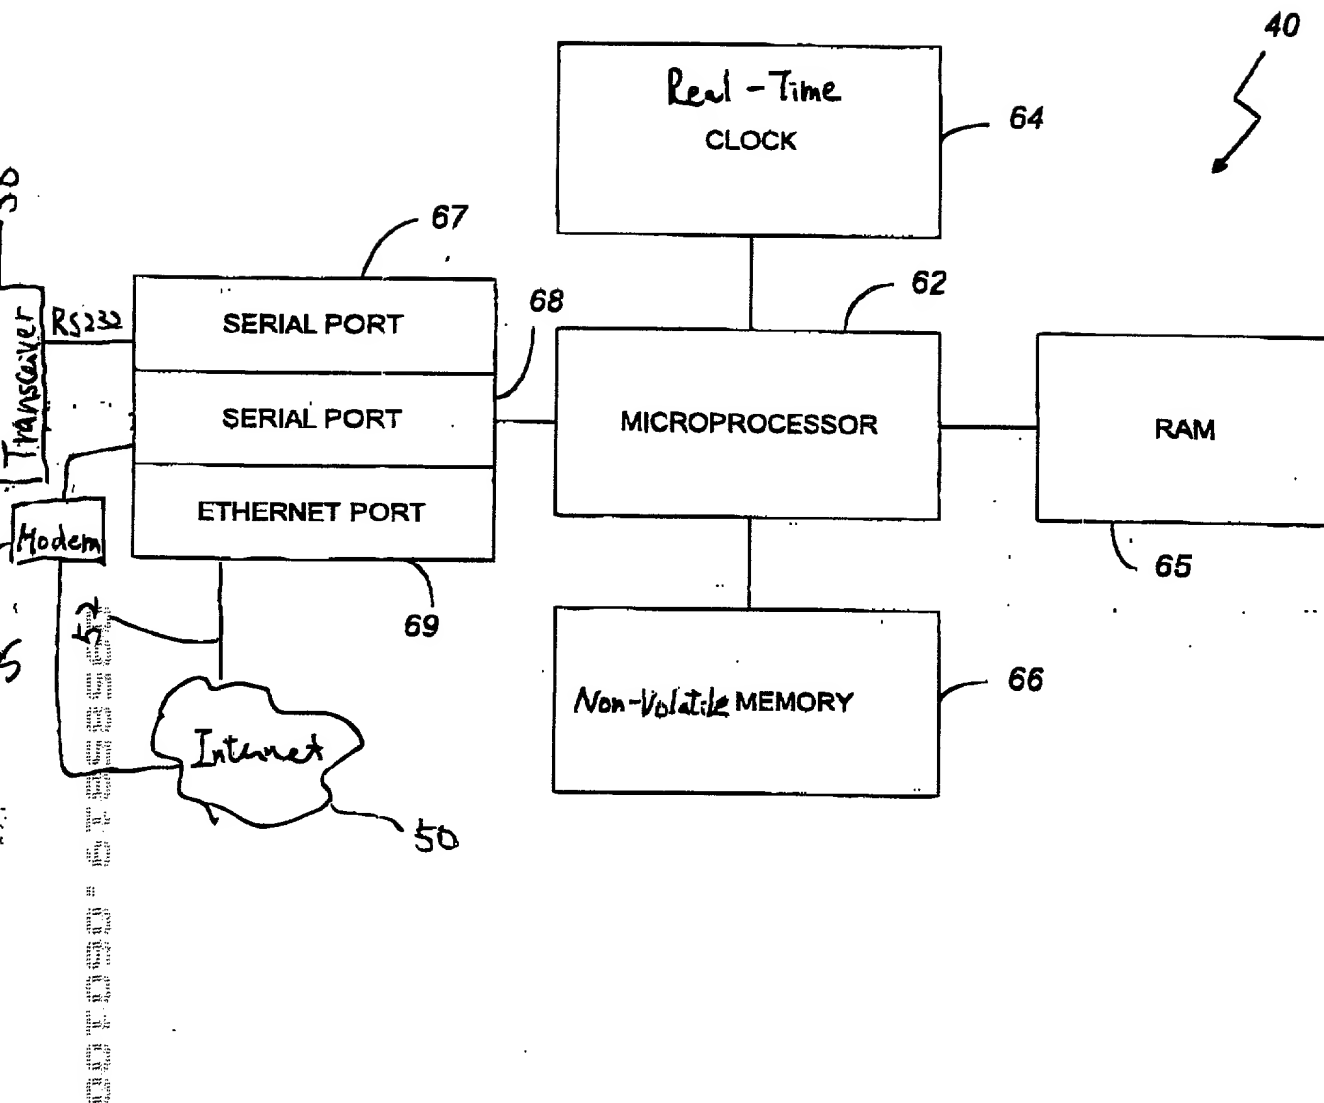 40
Real-Time
CLOCK
64
67
62
68
RS232
SERIAL PORT
Transceiver
SERIAL PORT
MICROPROCESSOR
RAM
ETHERNET PORT
Modem
65
69
52
66
Non-Volatile MEMORY
Internet
50